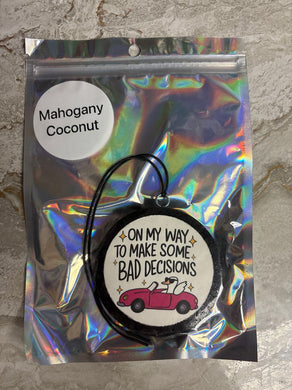 Mahogany
Coconut
ON MY WAY
TO MAKE SOME
BAD DECISIONS